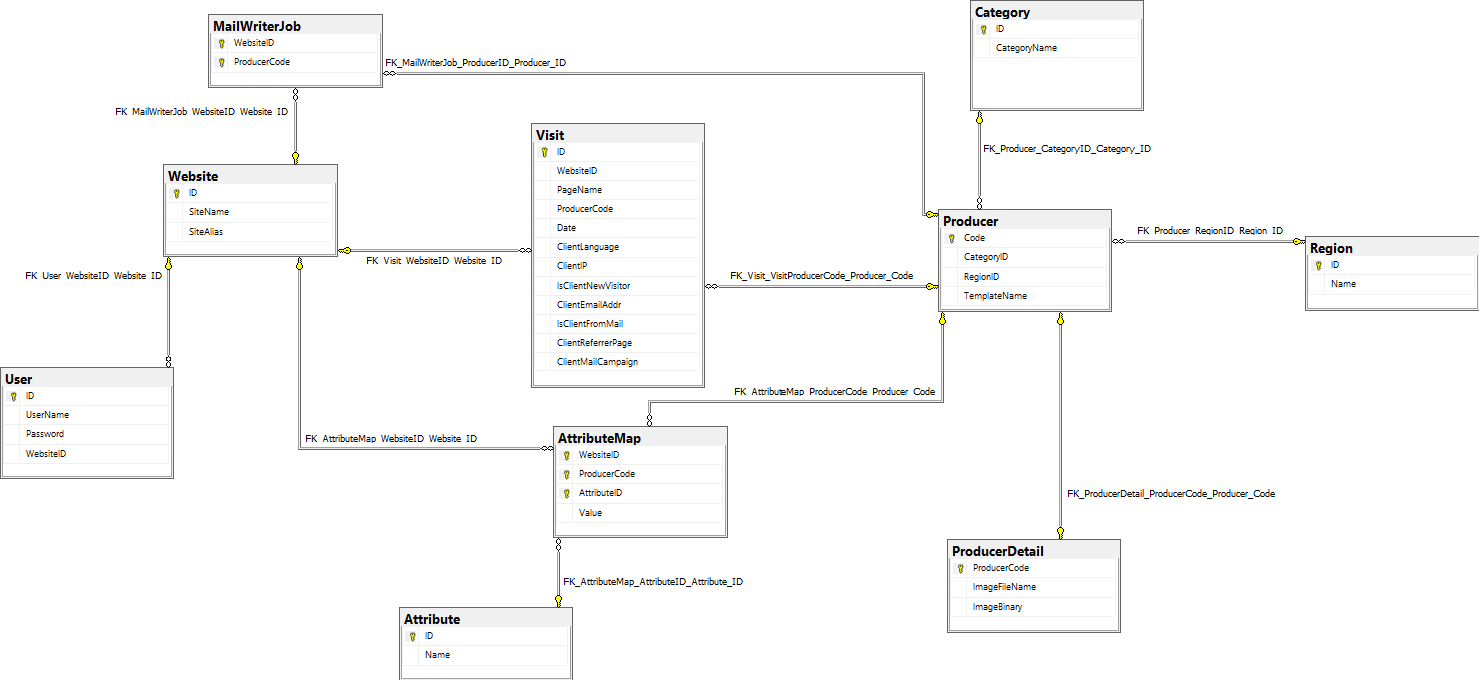 MailWriterJob
WebsiteID
ProducerCode
FK_MailWriterJob_ProducerID_Producer_ID
FK_MailWriterJob_WebsiteID_Website_ID
Category
ID
CategoryName
FK_Producer_CategoryID_Category_ID
Visit
ID
WebsiteID
PageName
ProducerCode
Date
ClientLanguage
ClientIP
IsClientNewVisitor
ClientEmailAddr
IsClientFromMail
ClientReferrerPage
ClientMailCampaign
Website
ID
SiteName
SiteAlias
FK_Visit_WebsiteID_Website_ID
FK_User_WebsiteID_Website_ID
FK_Visit_VisitProducerCode_Producer_Code
Producer
Code
CategoryID
RegionID
TemplateName
FK_Producer_RegionID_Region_ID
Region
ID
Name
User
ID
UserName
Password
WebsiteID
FK_AttributeMap_ProducerCode_Producer_Code
FK_AttributeMap_WebsiteID_Website_ID
AttributeMap
WebsiteID
ProducerCode
AttributeID
Value
FK_ProducerDetail_ProducerCode_Producer_Code
ProducerDetail
ProducerCode
ImageFileName
ImageBinary
FK_AttributeMap_AttributeID_Attribute_ID
Attribute
ID
Name